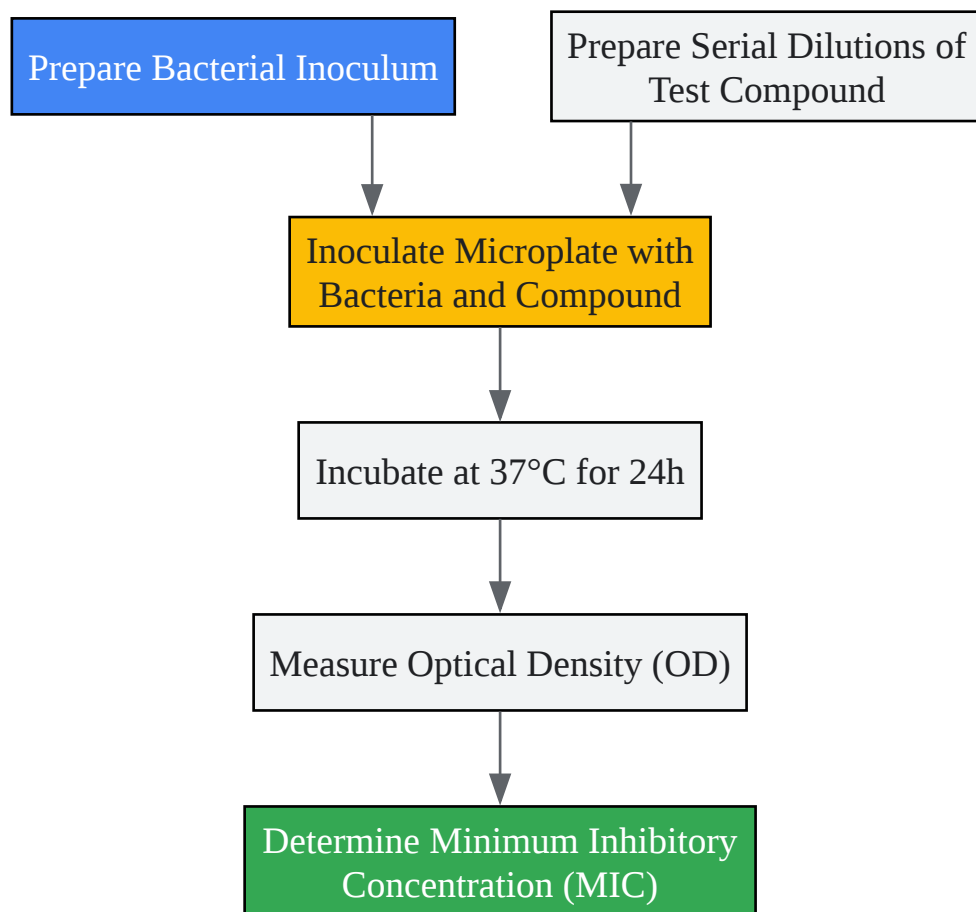 Prepare Bacterial Inoculum
Prepare Serial Dilutions of
Test Compound
Inoculate Microplate with
Bacteria and Compound
Incubate at 37°C for 24h
Measure Optical Density (OD)
Determine Minimum Inhibitory
Concentration (MIC)